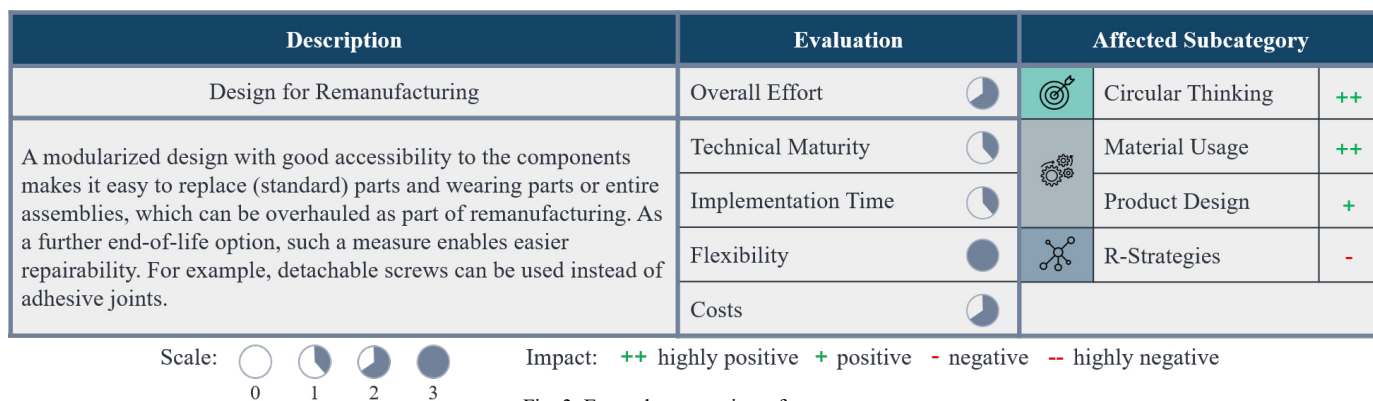 Description
Evaluation
Affected Subcategory
Design for Remanufacturing
Overall Effort
Circular Thinking
++
A modularized design with good accessibility to the components
makes it easy to replace (standard) parts and wearing parts or entire
assemblies, which can be overhauled as part of remanufacturing. As
a further end-of-life option, such a measure enables easier
repairability. For example, detachable screws can be used instead of
adhesive joints.
Technical Maturity
Material Usage
++
Implementation Time
Product Design
+
Flexibility
R-Strategies
-
Costs
Scale:
0 1 2 3
Impact: ++ highly positive + positive - negative -- highly negative